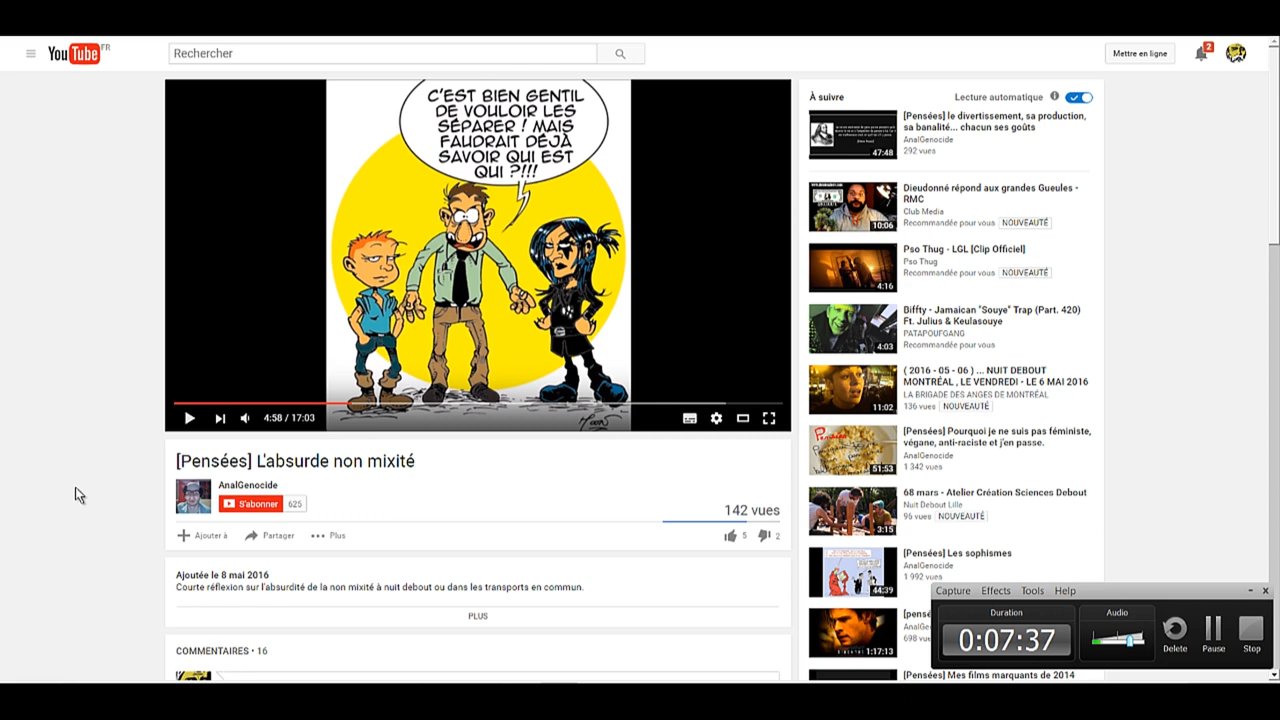 YouTube FR
Rechercher
Mettre en ligne
2
C'EST BIEN GENTIL
DE VOULOIR LES
SÉPARER ! MAIS
FAUDRAIT DÉJÀ
SAVOIR QUI EST
QUI ?!!!
4:58 / 17:03
[Pensées] L'absurde non mixité
AnalGenocide
S'abonner 625
142 vues
Ajouter à Partager ••• Plus
5 2
Ajoutée le 8 mai 2016
Courte réflexion sur l'absurdité de la non mixité à nuit debout ou dans les transports en commun.
PLUS
COMMENTAIRES • 16
À suivre
Lecture automatique
[Pensées] le divertissement, sa production,
sa banalité... chacun ses goûts
AnalGenocide
292 vues
47:48
Dieudonné répond aux grandes Gueules -
RMC
Club Media
Recommandée pour vous NOUVEAUTÉ
10:06
Pso Thug - LGL [Clip Officiel]
Pso Thug
Recommandée pour vous NOUVEAUTÉ
4:16
Biffty - Jamaican "Souye" Trap (Part. 420)
Ft. Julius & Keulasouye
PATAPOUFGANG
Recommandée pour vous
4:03
( 2016 - 05 - 06 ) ... NUIT DEBOUT
MONTRÉAL , LE VENDREDI - LE 6 MAI 2016
LA BRIGADE DES ANGES DE MONTRÉAL
136 vues NOUVEAUTÉ
11:02
[Pensées] Pourquoi je ne suis pas féministe,
végane, anti-raciste et j'en passe.
AnalGenocide
1 342 vues
51:53
68 mars - Atelier Création Sciences Debout
Nuit Debout Lille
96 vues NOUVEAUTÉ
3:15
[Pensées] Les sophismes
AnalGenocide
1 992 vues
44:39
[pensé
AnalG
698 vue
1:17:13
[Pensées] Mes films marquants de 2014
Capture Effects Tools Help
Duration
0:07:37
Audio
Delete Pause Stop